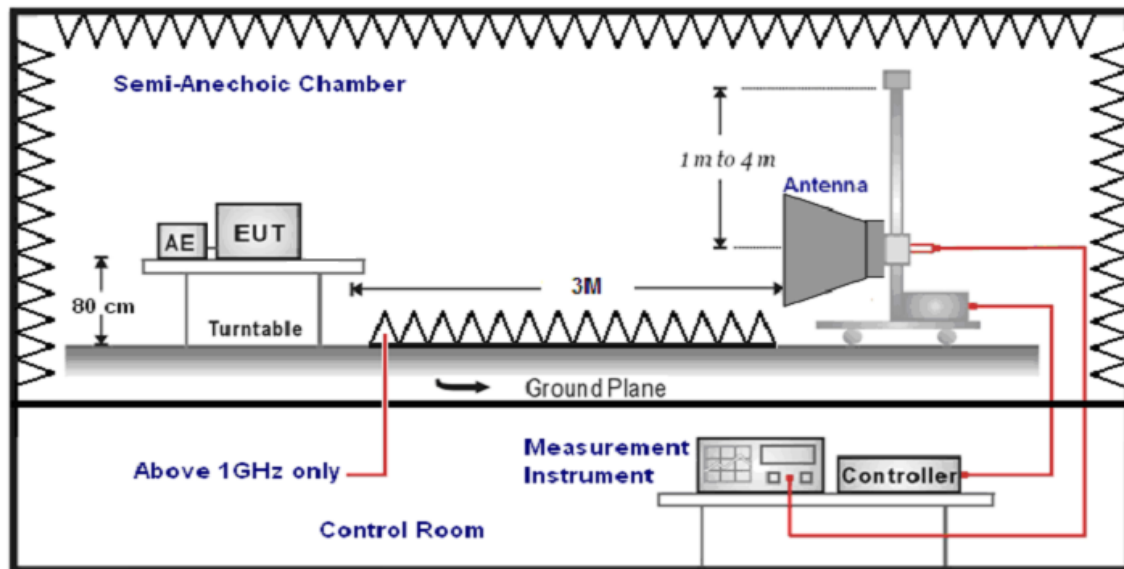 Semi-Anechoic Chamber
1 m to 4 m
Antenna
AE
EUT
80 cm
3M
Turntable
Ground Plane
Above 1GHz only
Measurement
Instrument
Controller
Control Room